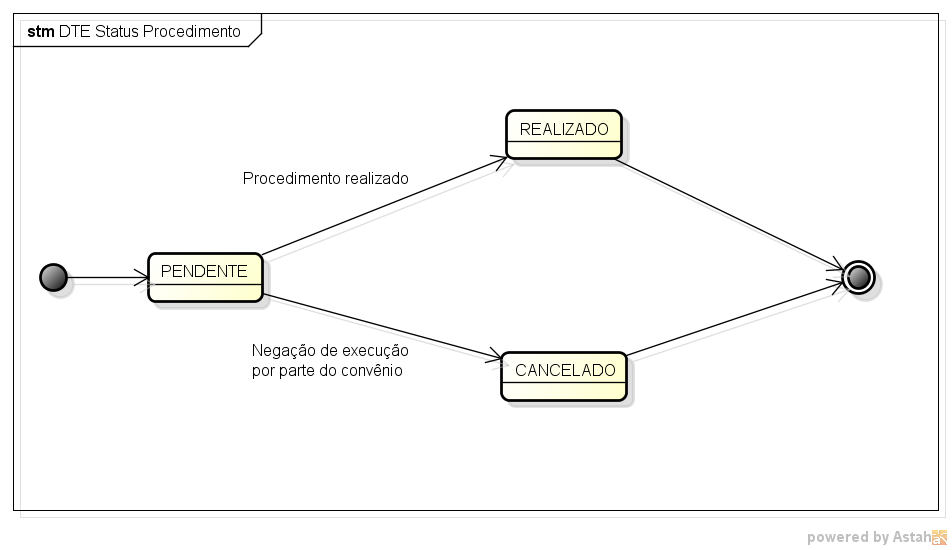 stm DTE Status Procedimento
REALIZADO
Procedimento realizado
PENDENTE
Negação de execução
por parte do convênio
CANCELADO
powered by Astah